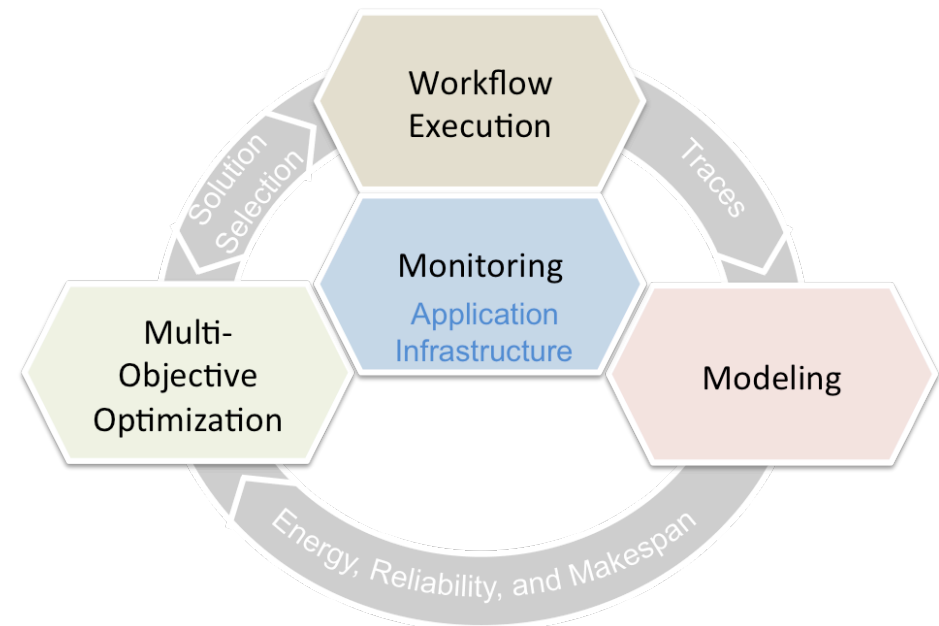 Workflow
Execution
Solution
Selection
Traces
Monitoring
Application
Infrastructure
Multi-
Objective
Optimization
Modeling
Energy, Reliability, and Makespan